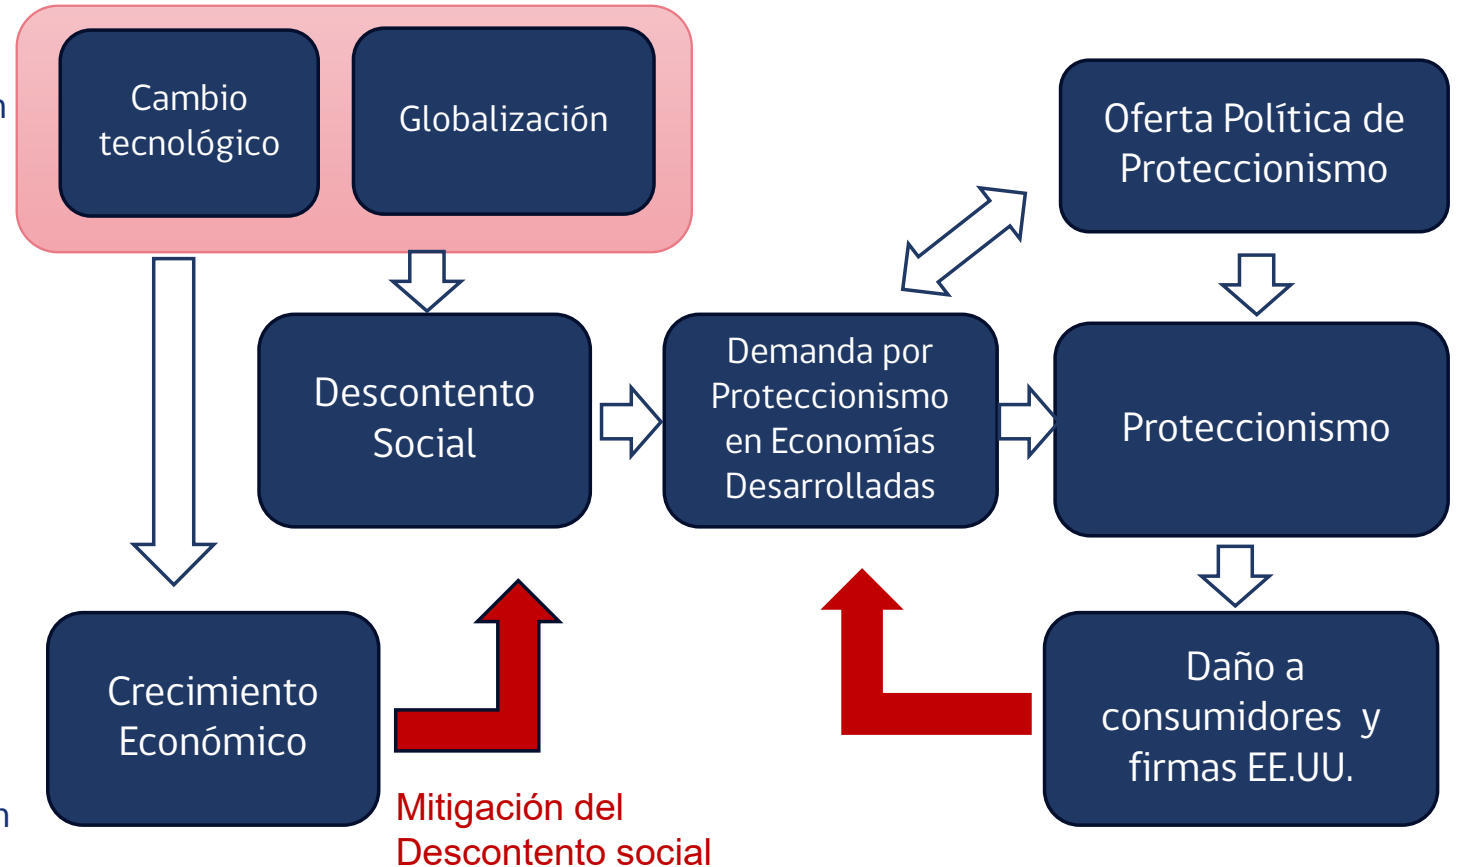 Cambio
tecnológico
Globalización
Oferta Política de
Proteccionismo
Descontento
Social
Demanda por
Proteccionismo
en Economías
Desarrolladas
Proteccionismo
Crecimiento
Económico
Mitigación del
Descontento social
Daño a
consumidores y
firmas EE.UU.